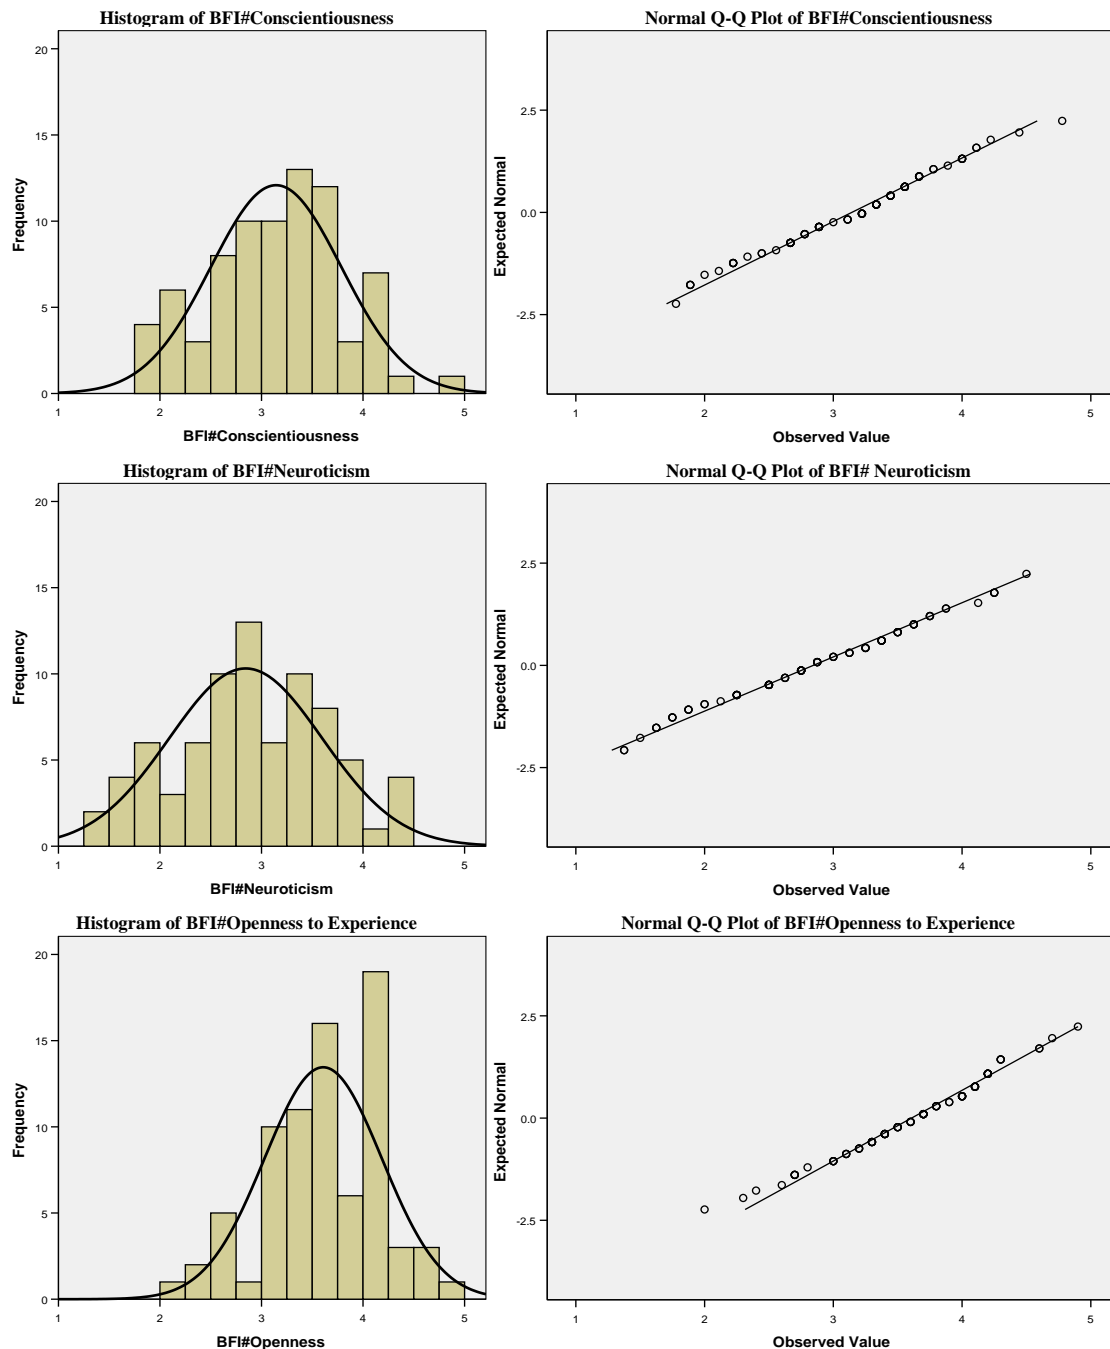 Histogram of BFI#Conscientiousness
20
15
10
5
0
Frequency
1 2 3 4 5
BFI#Conscientiousness
Normal Q-Q Plot of BFI#Conscientiousness
2.5
0.0
-2.5
Expected Normal
1 2 3 4 5
Observed Value
Histogram of BFI#Neuroticism
20
15
10
5
0
Frequency
1 2 3 4 5
BFI#Neuroticism
Normal Q-Q Plot of BFI# Neuroticism
2.5
0.0
-2.5
Expected Normal
1 2 3 4 5
Observed Value
Histogram of BFI#Openness to Experience
20
15
10
5
0
Frequency
1 2 3 4 5
BFI#Openness
Normal Q-Q Plot of BFI#Openness to Experience
2.5
0.0
-2.5
Expected Normal
1 2 3 4 5
Observed Value